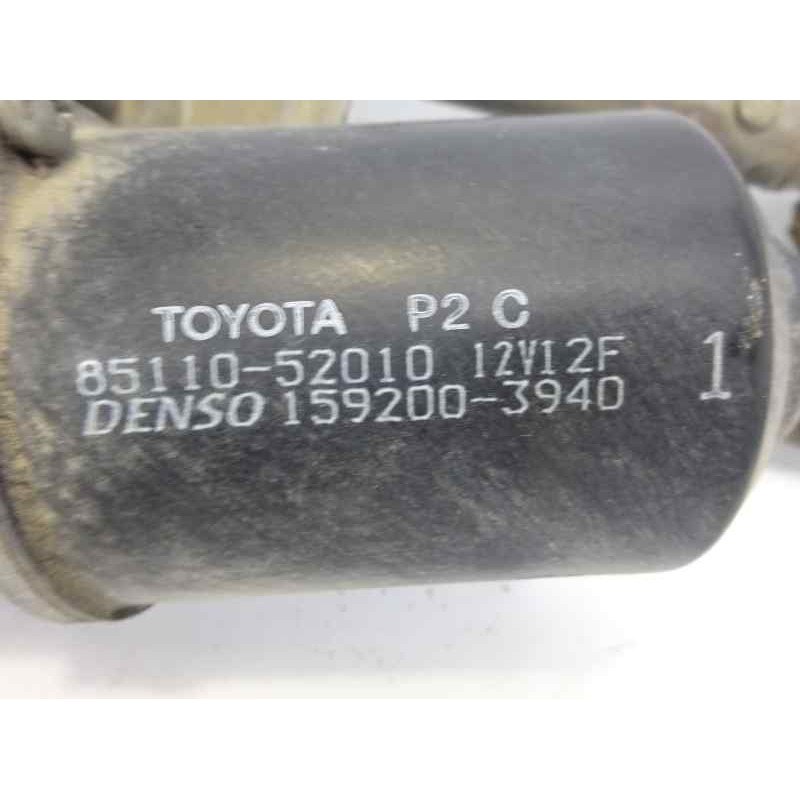 TOYOTA P2 C
85110-52010 12V12F 1
DENSO 159200-3940